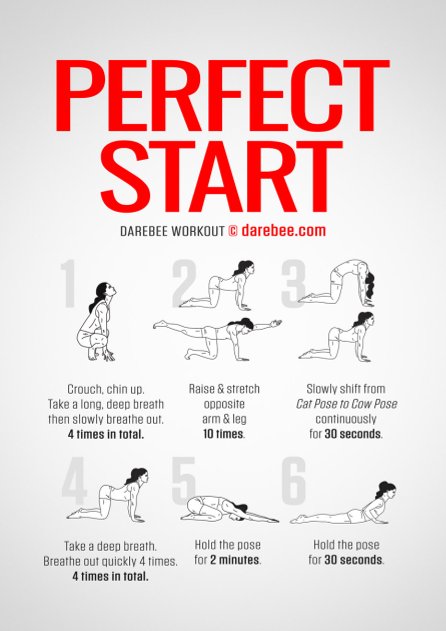 PERFECT
START
DAREBEE WORKOUT © darebee.com
1
Crouch, chin up.
Take a long, deep breath
then slowly breathe out.
4 times in total.
2
Raise & stretch
opposite
arm & leg
10 times.
3
Slowly shift from
Cat Pose to Cow Pose
continuously
for 30 seconds.
4
Take a deep breath.
Breathe out quickly 4 times.
4 times in total.
5
Hold the pose
for 2 minutes.
6
Hold the pose
for 30 seconds.